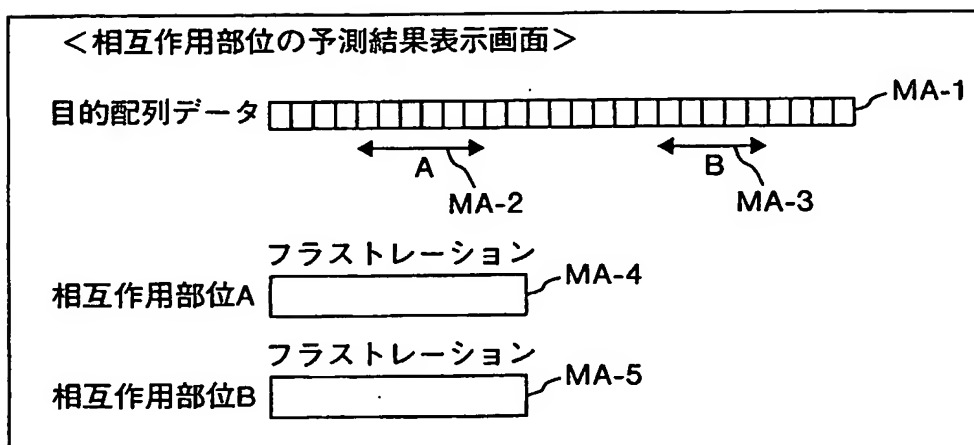 ＜相互作用部位の予測結果表示画面＞
目的配列データ MA-1
A B
MA-2 MA-3
フラストレーション
相互作用部位A MA-4
フラストレーション
相互作用部位B MA-5